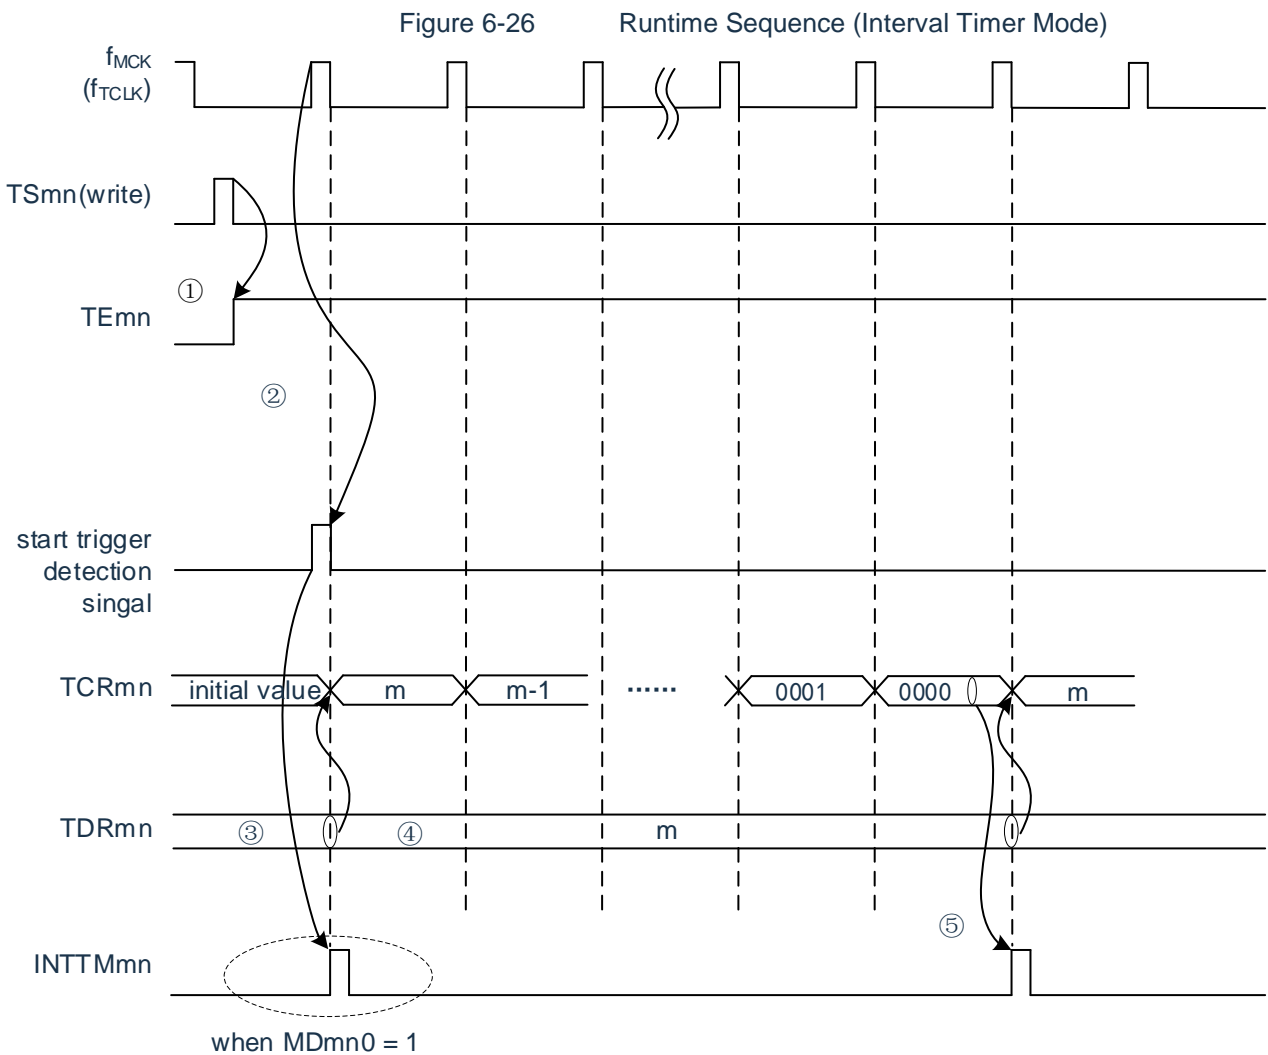 Figure 6-26 Runtime Sequence (Interval Timer Mode)
fMCK
(fTCLK)
TSmn(write)
①
TEmn
②
start trigger
detection
singal
TCRmn initial value m m-1 ...... 0001 0000 m
TDRmn ③ ④ m
⑤
INTTMmn
when MDmn0 = 1